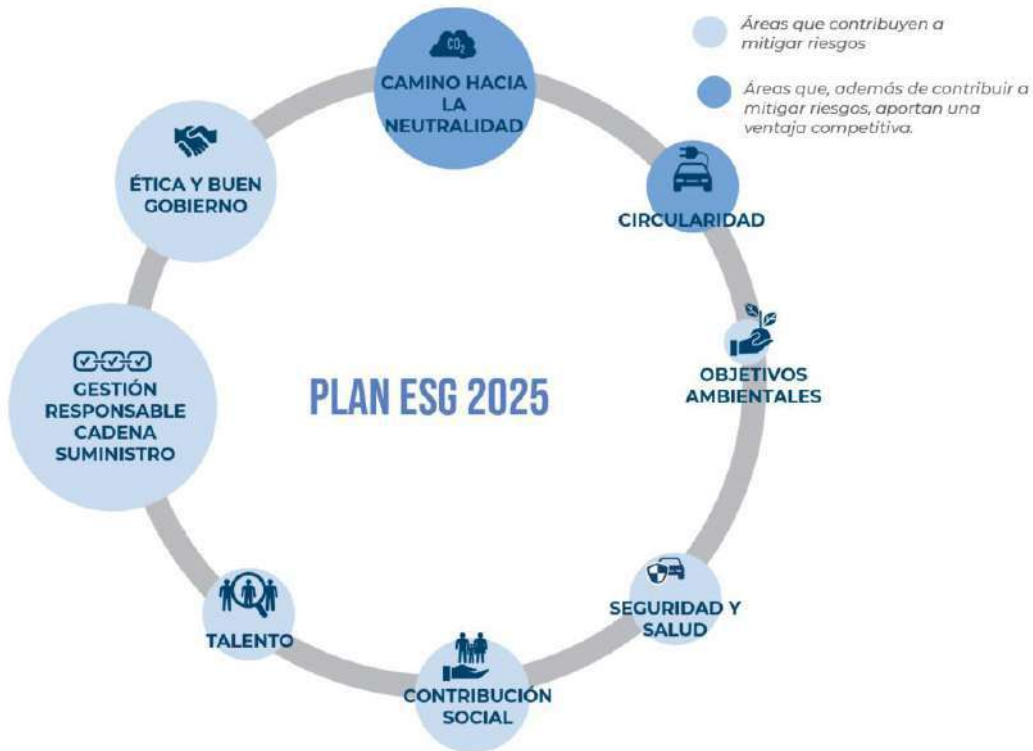 Áreas que contribuyen a
mitigar riesgos
Áreas que, además de contribuir a
mitigar riesgos, aportan una
ventaja competitiva.
CO2
CAMINO HACIA
LA
NEUTRALIDAD
CIRCULARIDAD
OBJETIVOS
AMBIENTALES
SEGURIDAD Y
SALUD
CONTRIBUCIÓN
SOCIAL
TALENTO
GESTIÓN
RESPONSABLE
CADENA
SUMINISTRO
ÉTICA Y BUEN
GOBIERNO
PLAN ESG 2025